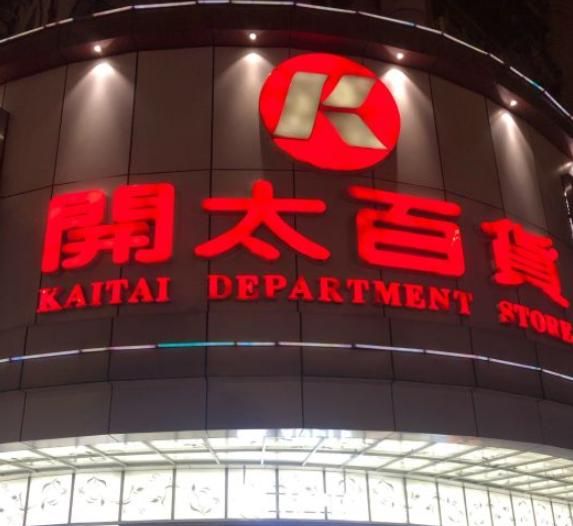 K
開太百貨
KAITAI DEPARTMENT STORE